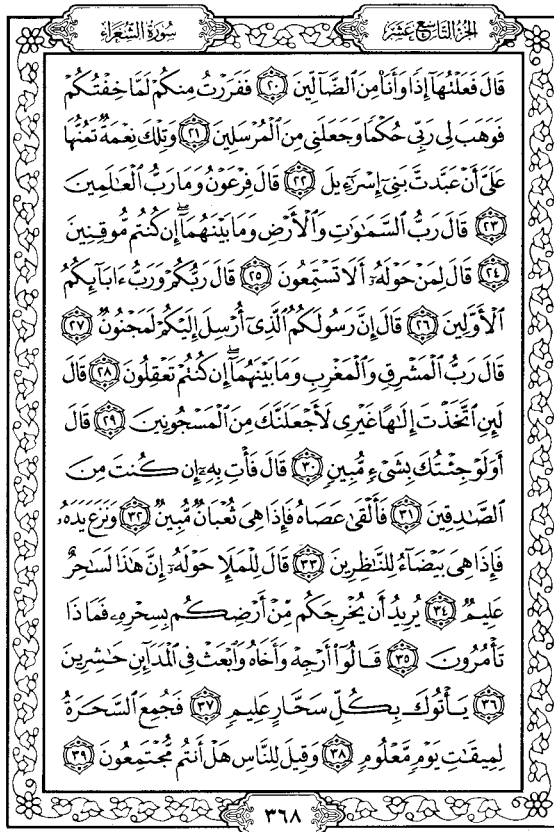 الجزء التاسع عشر
سورة الشعراء
قَالَ فَعَلْتُهَآ إِذًا وَأَنَا۠ مِنَ ٱلضَّآلِّينَ ﴿٢٠﴾ فَفَرَرْتُ مِنكُمْ لَمَّا خِفْتُكُمْ
فَوَهَبَ لِى رَبِّى حُكْمًا وَجَعَلَنِى مِنَ ٱلْمُرْسَلِينَ ﴿٢١﴾ وَتِلْكَ نِعْمَةٌ تَمُنُّهَا
عَلَىَّ أَنْ عَبَّدتَّ بَنِىٓ إِسْرَٰٓءِيلَ ﴿٢٢﴾ قَالَ فِرْعَوْنُ وَمَا رَبُّ ٱلْعَٰلَمِينَ
﴿٢٣﴾ قَالَ رَبُّ ٱلسَّمَٰوَٰتِ وَٱلْأَرْضِ وَمَا بَيْنَهُمَآ ۖ إِن كُنتُم مُّوقِنِينَ
﴿٢٤﴾ قَالَ لِمَنْ حَوْلَهُۥٓ أَلَا تَسْتَمِعُونَ ﴿٢٥﴾ قَالَ رَبُّكُمْ وَرَبُّ ءَابَآئِكُمُ
ٱلْأَوَّلِينَ ﴿٢٦﴾ قَالَ إِنَّ رَسُولَكُمُ ٱلَّذِىٓ أُرْسِلَ إِلَيْكُمْ لَمَجْنُونٌ ﴿٢٧﴾
قَالَ رَبُّ ٱلْمَشْرِقِ وَٱلْمَغْرِبِ وَمَا بَيْنَهُمَآ ۖ إِن كُنتُمْ تَعْقِلُونَ ﴿٢٨﴾ قَالَ
لَئِنِ ٱتَّخَذْتَ إِلَٰهًا غَيْرِى لَأَجْعَلَنَّكَ مِنَ ٱلْمَسْجُونِينَ ﴿٢٩﴾ قَالَ
أَوَلَوْ جِئْتُكَ بِشَىْءٍ مُّبِينٍ ﴿٣٠﴾ قَالَ فَأْتِ بِهِۦٓ إِن كُنتَ مِنَ
ٱلصَّٰدِقِينَ ﴿٣١﴾ فَأَلْقَىٰ عَصَاهُ فَإِذَا هِىَ ثُعْبَانٌ مُّبِينٌ ﴿٣٢﴾ وَنَزَعَ يَدَهُۥ
فَإِذَا هِىَ بَيْضَآءُ لِلنَّٰظِرِينَ ﴿٣٣﴾ قَالَ لِلْمَلَإِ حَوْلَهُۥٓ إِنَّ هَٰذَا لَسَٰحِرٌ
عَلِيمٌ ﴿٣٤﴾ يُرِيدُ أَن يُخْرِجَكُم مِّنْ أَرْضِكُم بِسِحْرِهِۦ فَمَاذَا
تَأْمُرُونَ ﴿٣٥﴾ قَالُوٓا۟ أَرْجِهْ وَأَخَاهُ وَٱبْعَثْ فِى ٱلْمَدَآئِنِ حَٰشِرِينَ
﴿٣٦﴾ يَأْتُوكَ بِكُلِّ سَحَّارٍ عَلِيمٍ ﴿٣٧﴾ فَجُمِعَ ٱلسَّحَرَةُ
لِمِيقَٰتِ يَوْمٍ مَّعْلُومٍ ﴿٣٨﴾ وَقِيلَ لِلنَّاسِ هَلْ أَنتُم مُّجْتَمِعُونَ ﴿٣٩﴾
٣٦٨